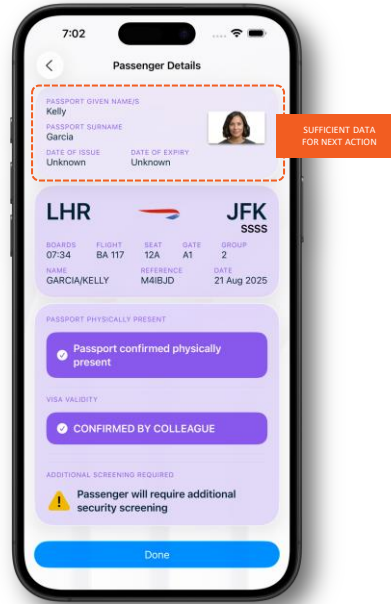 7:02
Passenger Details
PASSPORT GIVEN NAME/S
Kelly
PASSPORT SURNAME
Garcia
DATE OF ISSUE DATE OF EXPIRY
Unknown Unknown
SUFFICIENT DATA
FOR NEXT ACTION
LHR JFK
SSSS
BOARDS FLIGHT SEAT GATE GROUP
07:34 BA 117 12A A1 2
NAME REFERENCE DATE
GARCIA/KELLY M4IBJD 21 Aug 2025
PASSPORT PHYSICALLY PRESENT
Passport confirmed physically
present
VISA VALIDITY
CONFIRMED BY COLLEAGUE
ADDITIONAL SCREENING REQUIRED
Passenger will require additional
security screening
Done